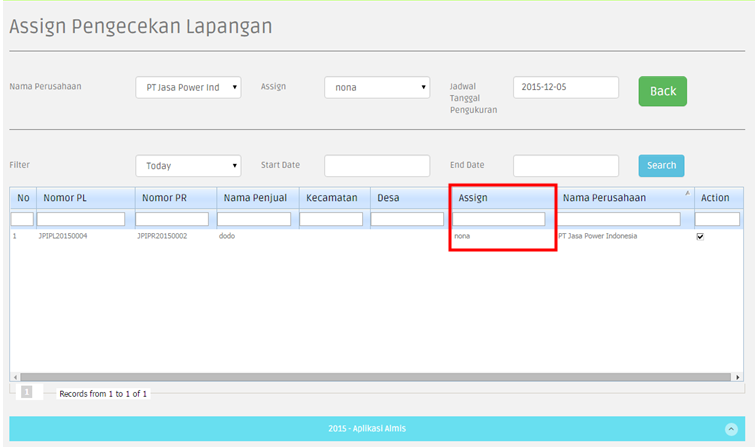 Assign Pengecekan Lapangan
Nama Perusahaan PT Jasa Power Ind Assign nona Jadwal Tanggal Pengukuran 2015-12-05 Back
Filter Today Start Date End Date Search
No Nomor PL Nomor PR Nama Penjual Kecamatan Desa Assign Nama Perusahaan Action
1 JPIPL20150004 JPIPR20150002 dodo nona PT Jasa Power Indonesia
1 Records from 1 to 1 of 1
2015 - Aplikasi Almis